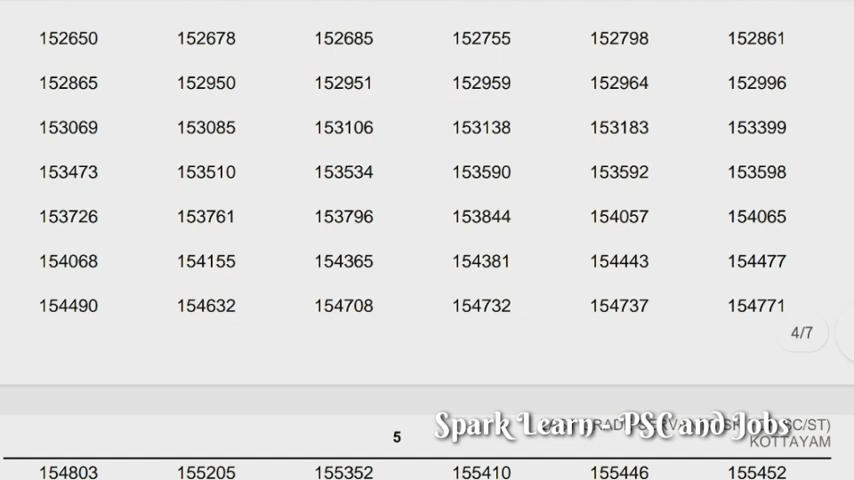 152650 152678 152685 152755 152798 152861
152865 152950 152951 152959 152964 152996
153069 153085 153106 153138 153183 153399
153473 153510 153534 153590 153592 153598
153726 153761 153796 153844 154057 154065
154068 154155 154365 154381 154443 154477
154490 154632 154708 154732 154737 154771
4/7
Spark Learn - PSC and Jobs
SC/ST)
5
KOTTAYAM
154803 155205 155352 155410 155446 155452